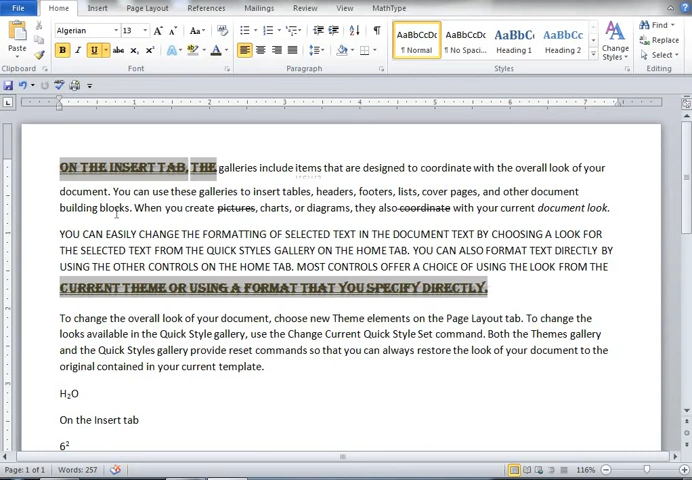 File Home Insert Page Layout References Mailings Review View MathType
Algerian 13 Find
Paste Replace
Change Styles Select
AaBbCcDc AaBbCcDc AaBbC AaBbCc
¶ Normal ¶ No Spaci... Heading 1 Heading 2
Clipboard Font Paragraph Styles Editing
ON THE INSERT TAB, THE galleries include items that are designed to coordinate with the overall look of your
document. You can use these galleries to insert tables, headers, footers, lists, cover pages, and other document
building blocks. When you create pictures, charts, or diagrams, they also coordinate with your current document look.
YOU CAN EASILY CHANGE THE FORMATTING OF SELECTED TEXT IN THE DOCUMENT TEXT BY CHOOSING A LOOK FOR
THE SELECTED TEXT FROM THE QUICK STYLES GALLERY ON THE HOME TAB. YOU CAN ALSO FORMAT TEXT DIRECTLY BY
USING THE OTHER CONTROLS ON THE HOME TAB. MOST CONTROLS OFFER A CHOICE OF USING THE LOOK FROM THE
CURRENT THEME OR USING A FORMAT THAT YOU SPECIFY DIRECTLY.
To change the overall look of your document, choose new Theme elements on the Page Layout tab. To change the
looks available in the Quick Style gallery, use the Change Current Quick Style Set command. Both the Themes gallery
and the Quick Styles gallery provide reset commands so that you can always restore the look of your document to the
original contained in your current template.
H₂O
On the Insert tab
6²
Page: 1 of 1 Words: 257 116%